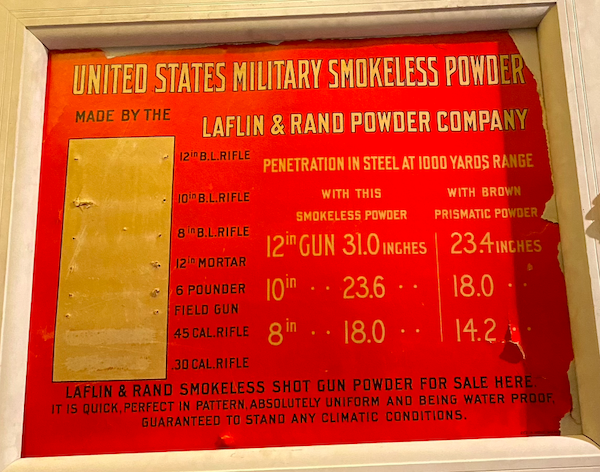 UNITED STATES MILITARY SMOKELESS POWDER
MADE BY THE
LAFLIN & RAND POWDER COMPANY
12in B.L. RIFLE
10in B.L. RIFLE
8in B.L. RIFLE
12in MORTAR
6 POUNDER
FIELD GUN
.45 CAL. RIFLE
.30 CAL. RIFLE
PENETRATION IN STEEL AT 1000 YARDS RANGE
WITH THIS WITH BROWN
SMOKELESS POWDER PRISMATIC POWDER
12in GUN 31.0 INCHES 23.4 INCHES
10in ·· 23.6 ·· 18.0 ··
8in ·· 18.0 ·· 14.2 ··
LAFLIN & RAND SMOKELESS SHOT GUN POWDER FOR SALE HERE.
IT IS QUICK, PERFECT IN PATTERN, ABSOLUTELY UNIFORM AND BEING WATER PROOF,
GUARANTEED TO STAND ANY CLIMATIC CONDITIONS.